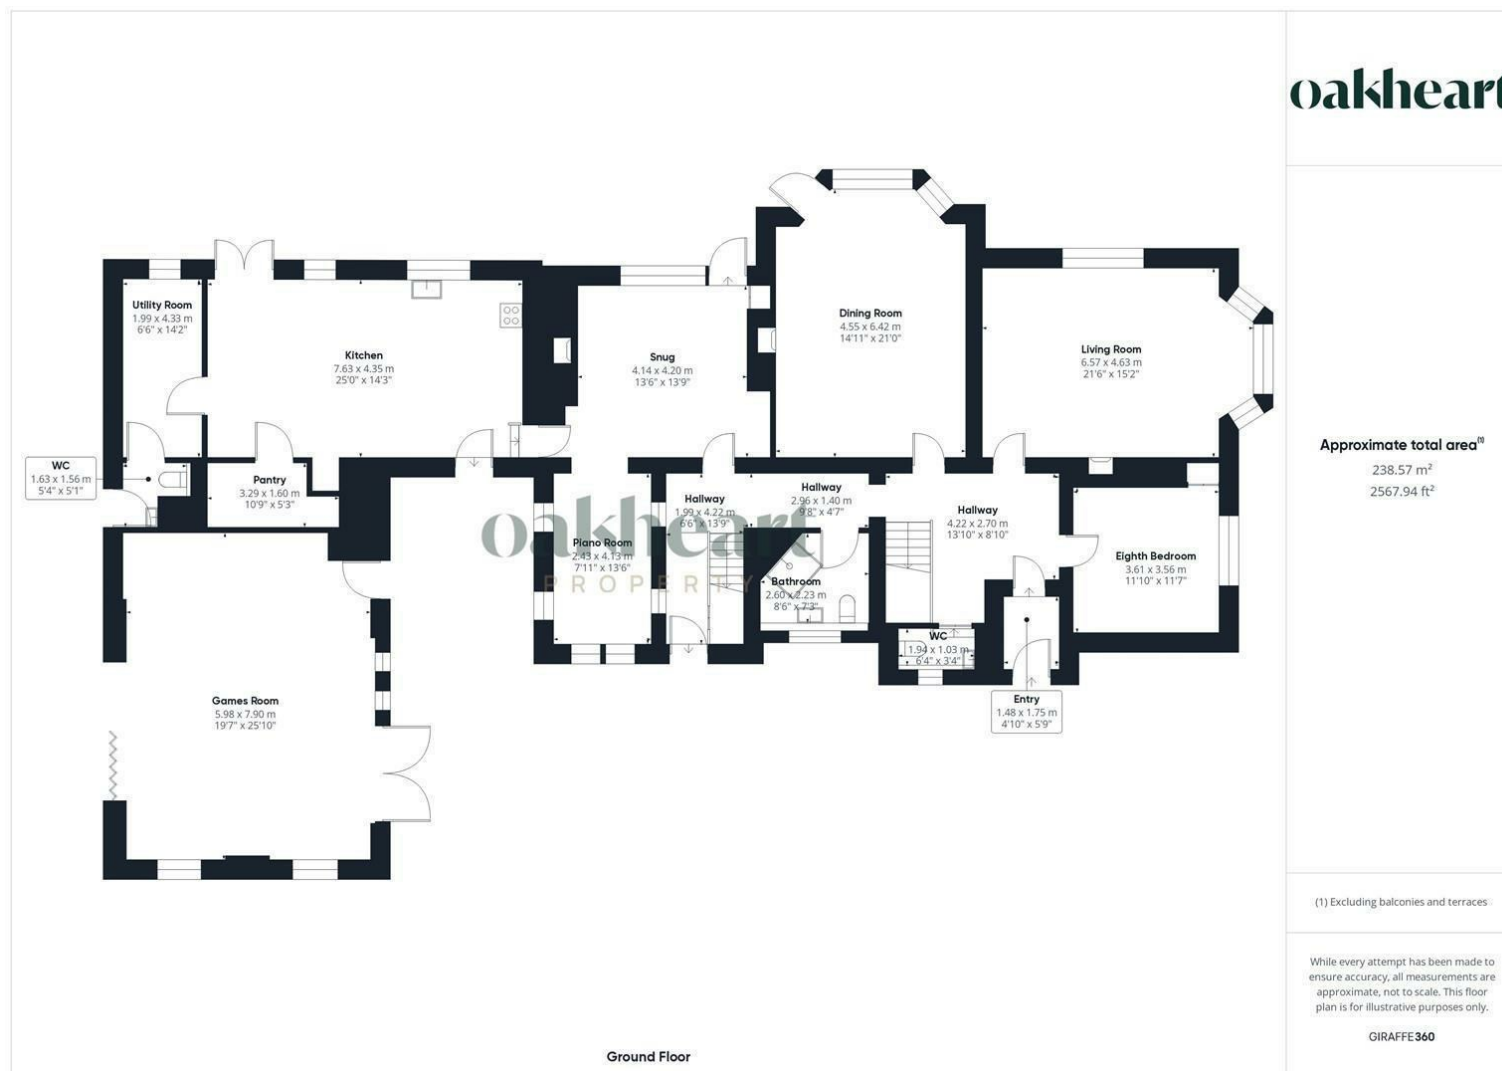 oakheart
Utility Room
1.99 x 4.33 m
6'6" x 14'2"
Kitchen
7.63 x 4.35 m
25'0" x 14'3"
Snug
4.14 x 4.20 m
13'6" x 13'9"
Dining Room
4.55 x 6.42 m
14'11" x 21'0"
Living Room
6.57 x 4.63 m
21'6" x 15'2"
WC
1.63 x 1.56 m
5'4" x 5'1"
Pantry
3.29 x 1.60 m
10'9" x 5'3"
Hallway
1.99 x 4.22 m
6'6" x 13'9"
Hallway
2.96 x 1.40 m
9'8" x 4'7"
Hallway
4.22 x 2.70 m
13'10" x 8'10"
Piano Room
2.43 x 4.13 m
7'11" x 13'6"
Eighth Bedroom
3.61 x 3.56 m
11'10" x 11'7"
Bathroom
2.60 x 2.23 m
8'6" x 7'3"
WC
1.94 x 1.03 m
6'4" x 3'4"
Entry
1.48 x 1.75 m
4'10" x 5'9"
Games Room
5.98 x 7.90 m
19'7" x 25'10"
oakheart
PROPERTY
Ground Floor
Approximate total area(1)
238.57 m²
2567.94 ft²
(1) Excluding balconies and terraces
While every attempt has been made to
ensure accuracy, all measurements are
approximate, not to scale. This floor
plan is for illustrative purposes only.
GIRAFFE360